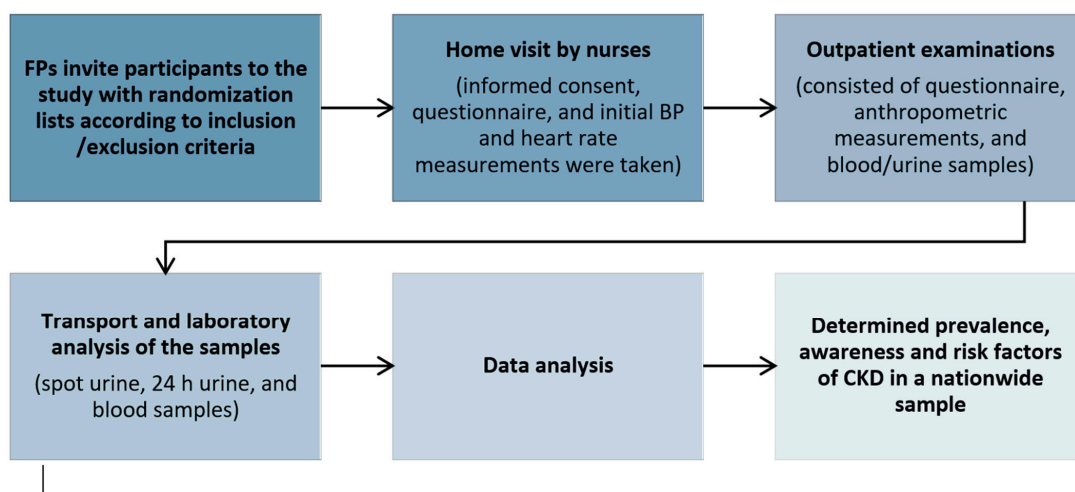 FPs invite participants to the
study with randomization
lists according to inclusion
/exclusion criteria
Home visit by nurses
(informed consent,
questionnaire, and initial BP
and heart rate
measurements were taken)
Outpatient examinations
(consisted of questionnaire,
anthropometric
measurements, and
blood/urine samples)
Transport and laboratory
analysis of the samples
(spot urine, 24 h urine, and
blood samples)
Data analysis
Determined prevalence,
awareness and risk factors
of CKD in a nationwide
sample